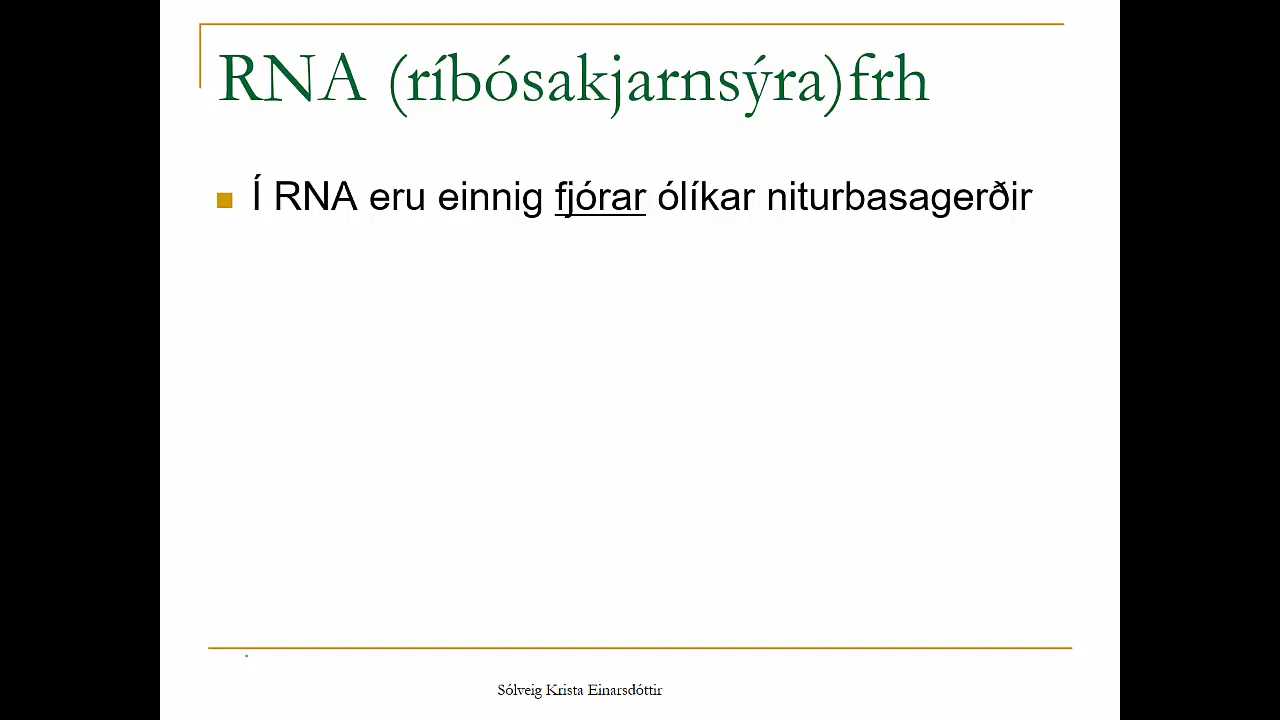 RNA (ríbósakjarnsýra)frh
Í RNA eru einnig fjórar ólíkar niturbasagerðir
Sólveig Krista Einarsdóttir